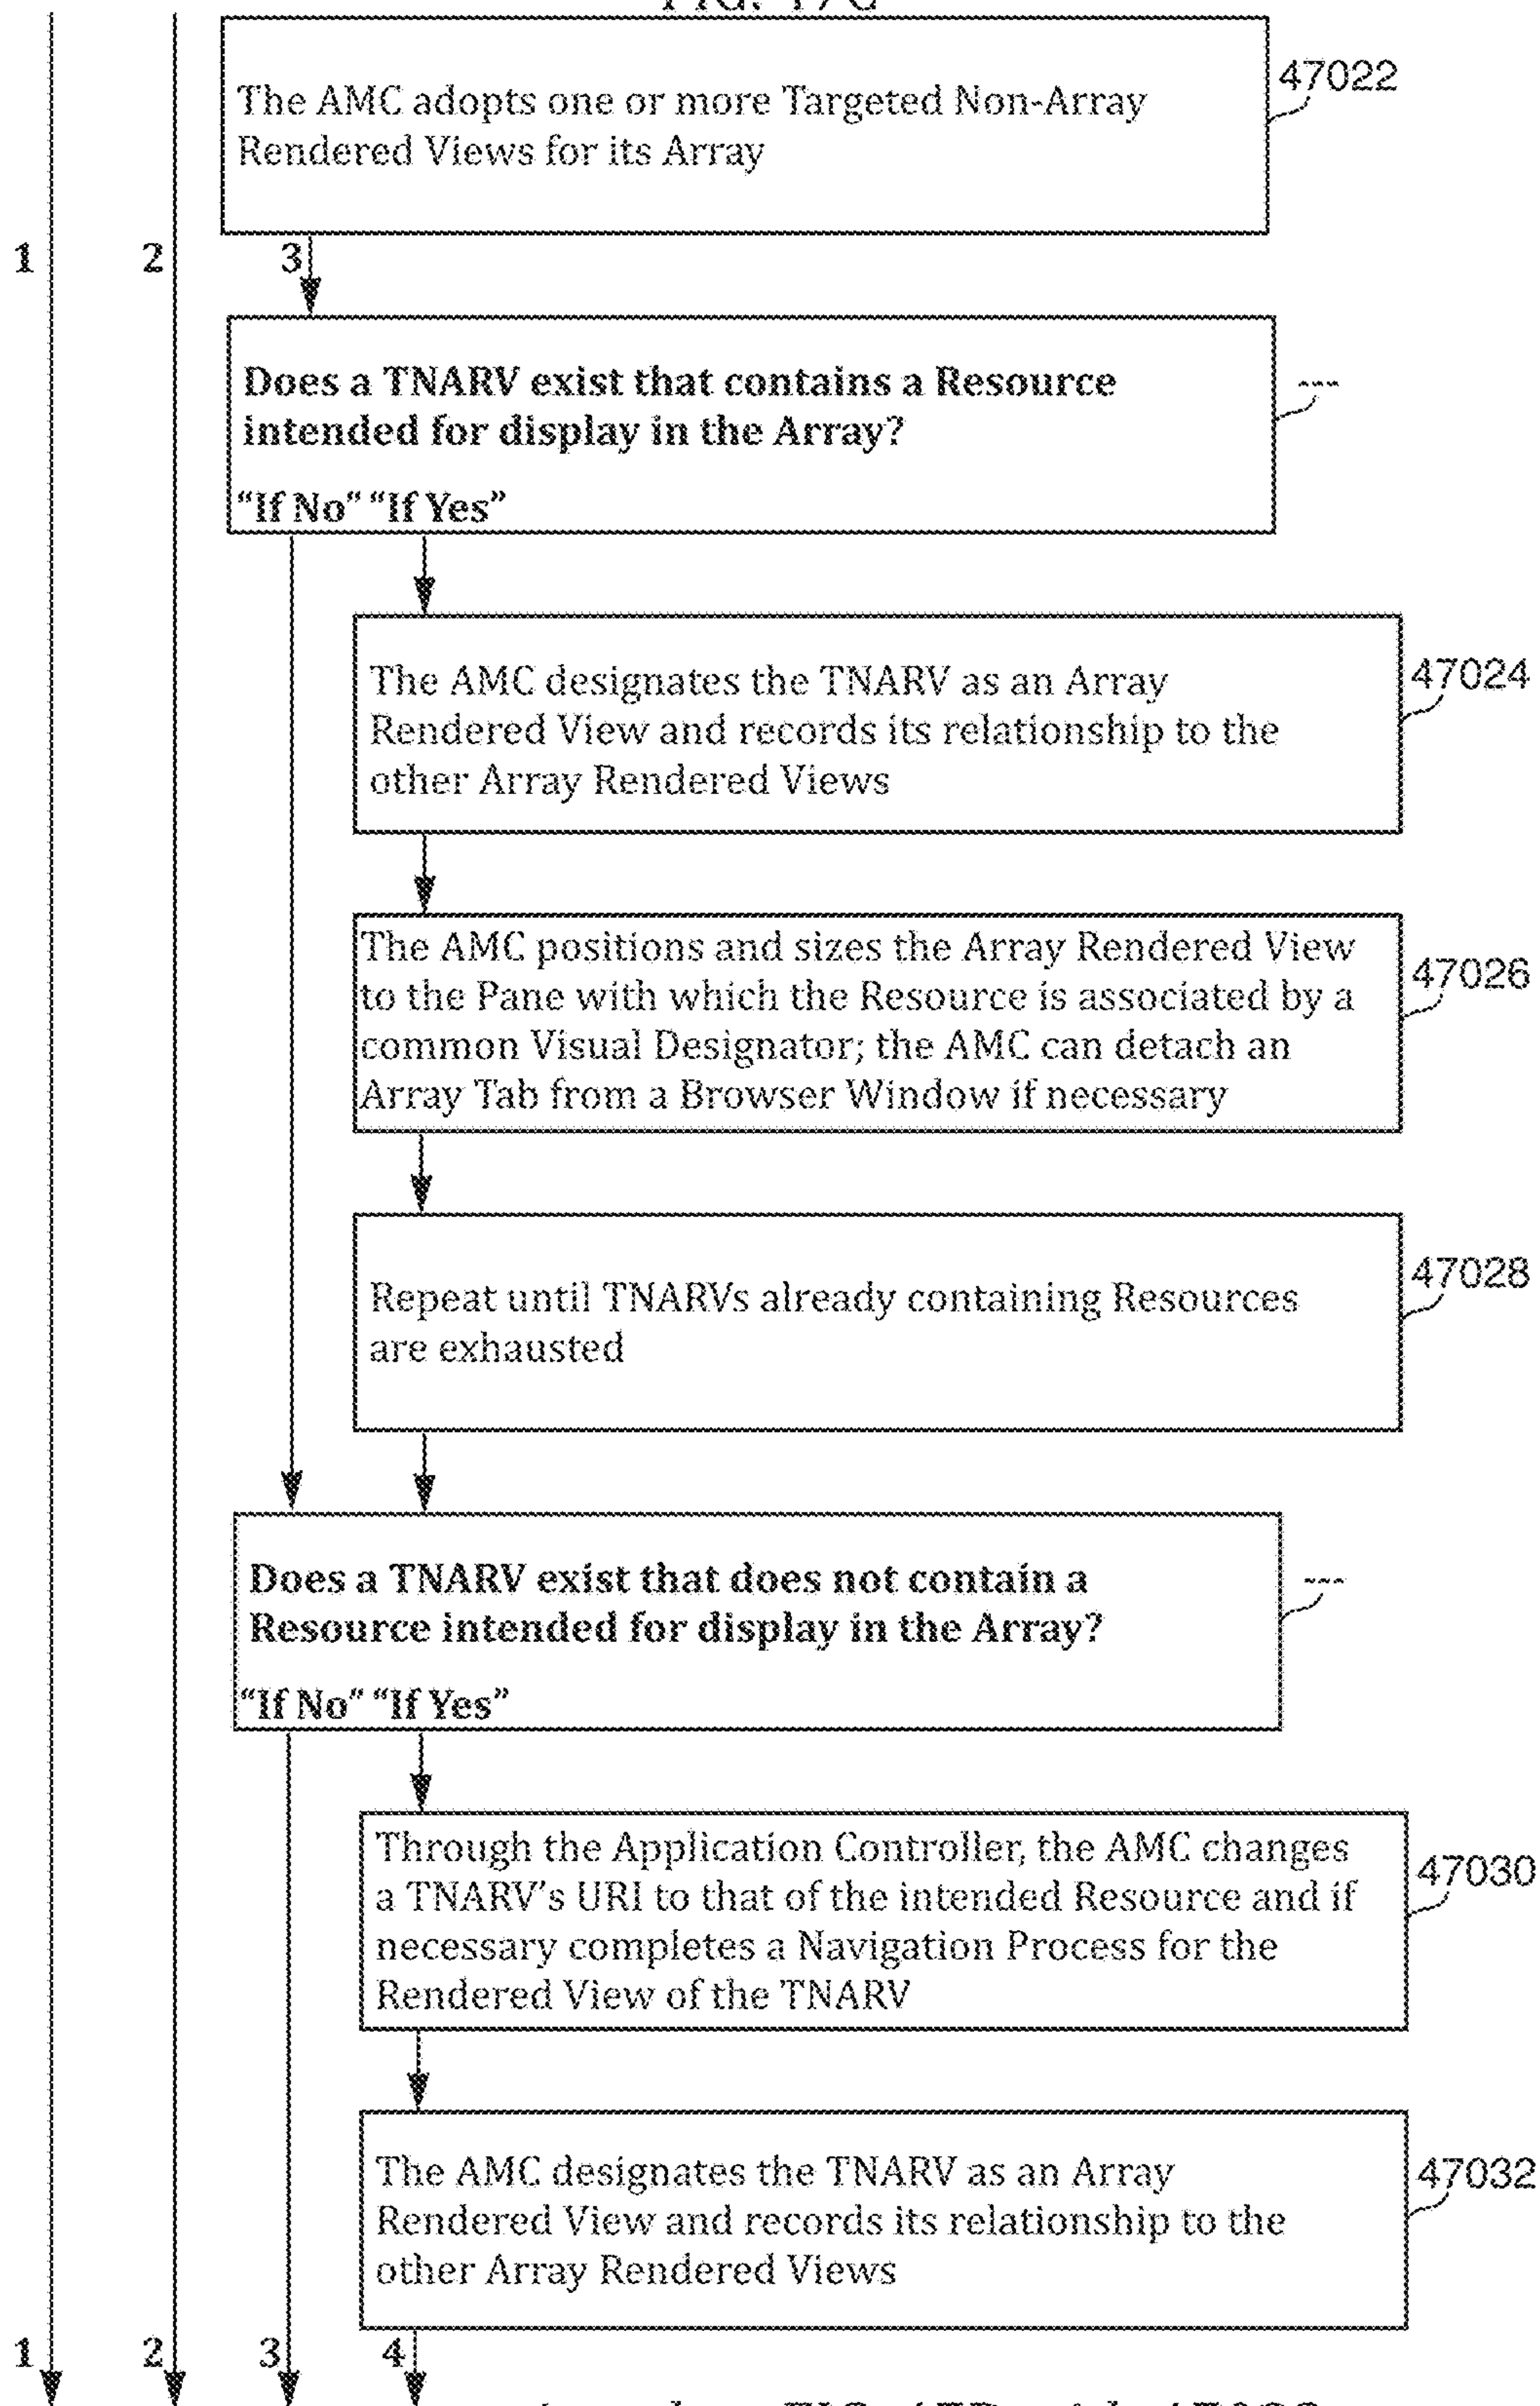 The AMC adopts one or more Targeted Non-Array
Rendered Views for its Array
47022
1
2
3
Does a TNARV exist that contains a Resource
intended for display in the Array?
---
“If No” “If Yes”
The AMC designates the TNARV as an Array
Rendered View and records its relationship to the
other Array Rendered Views
47024
The AMC positions and sizes the Array Rendered View
to the Pane with which the Resource is associated by a
common Visual Designator; the AMC can detach an
Array Tab from a Browser Window if necessary
47026
Repeat until TNARVs already containing Resources
are exhausted
47028
Does a TNARV exist that does not contain a
Resource intended for display in the Array?
---
“If No” “If Yes”
Through the Application Controller, the AMC changes
a TNARV’s URI to that of the intended Resource and if
necessary completes a Navigation Process for the
Rendered View of the TNARV
47030
The AMC designates the TNARV as an Array
Rendered View and records its relationship to the
other Array Rendered Views
47032
1
2
3
4